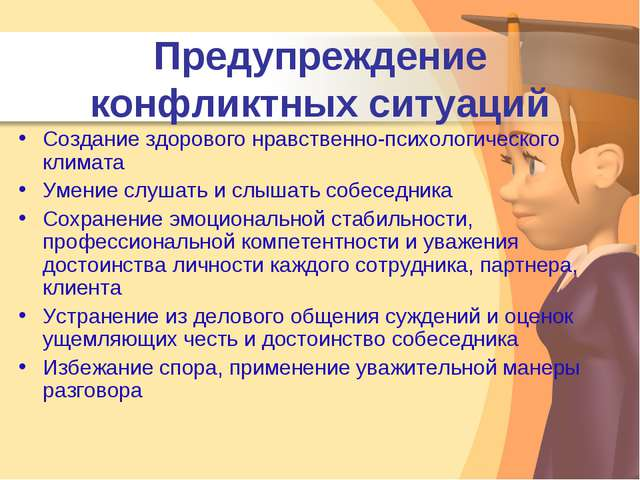 Предупреждение
конфликтных ситуаций
• Создание здорового нравственно-психологического
климата
• Умение слушать и слышать собеседника
• Сохранение эмоциональной стабильности,
профессиональной компетентности и уважения
достоинства личности каждого сотрудника, партнера,
клиента
• Устранение из делового общения суждений и оценок
ущемляющих честь и достоинство собеседника
• Избежание спора, применение уважительной манеры
разговора